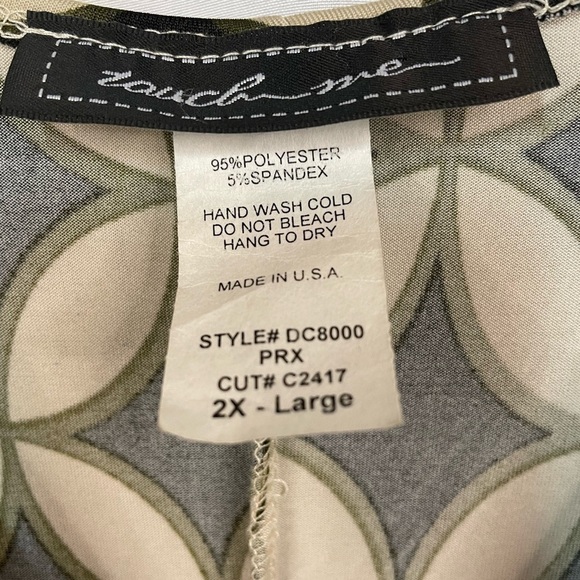 touch me
95%POLYESTER
5%SPANDEX
HAND WASH COLD
DO NOT BLEACH
HANG TO DRY
MADE IN U.S.A.
STYLE# DC8000
PRX
CUT# C2417
2X - Large